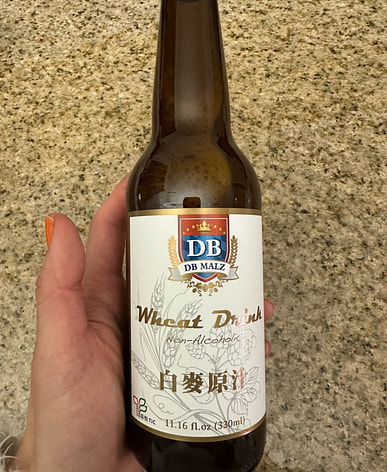 DB
DB MALZ
Wheat Drink
Non-Alcoholic
白麥原汁
11.16 fl.oz (330ml)